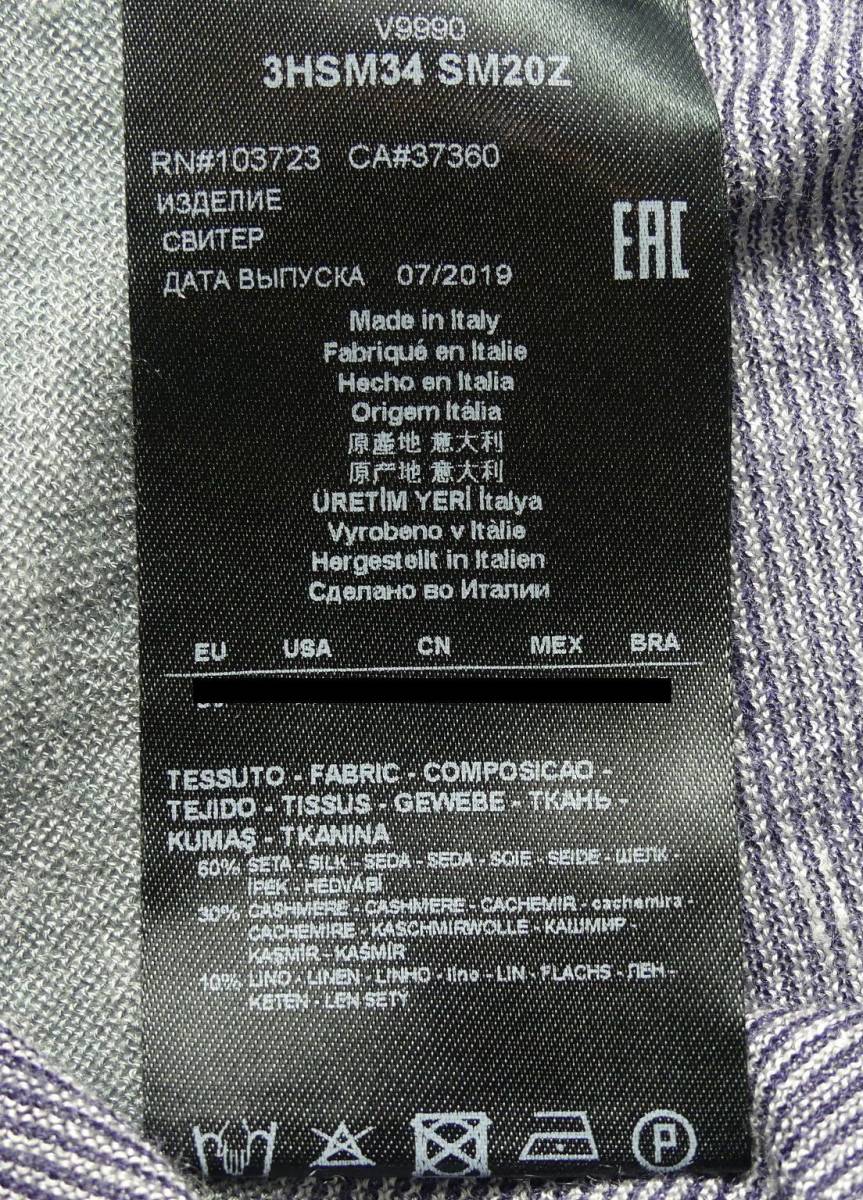 V9990
3HSM34 SM20Z
RN#103723 CA#37360
ИЗДЕЛИЕ
СВИТЕР
EAC
ДАТА ВЫПУСКА 07/2019
Made in Italy
Fabriqué en Italie
Hecho en Italia
Origem Itália
原產地 意大利
原产地 意大利
ÜRETİM YERİ İtalya
Vyrobeno v Itàlie
Hergestellt in Italien
Сделано во Италии
EU USA CN MEX BRA
TESSUTO - FABRIC - COMPOSICAO -
TEJIDO - TISSUS - GEWEBE - ТКАНЬ -
KUMAŞ - TKANINA
60% SETA - SILK - SEDA - SEDA - SOIE - SEIDE - ШЕЛК -
İPEK - HEDVÁBÍ
30% CASHMERE - CASHMERE - CACHEMIR - cachemira -
CACHEMIRE - KASCHMIRWOLLE - КАШМИР -
KAŞMİR - KAŠMÍR
10% LINO - LINEN - LINHO - lino - LIN - FLACHS - ЛЕН -
KETEN - LEN SETY
P